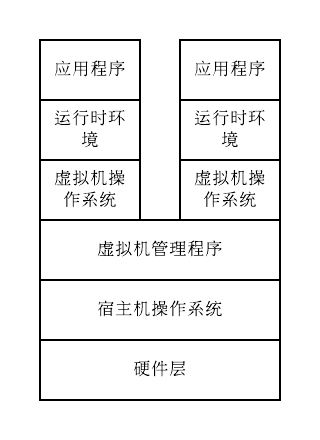 应用程序
运行时环
境
虚拟机操
作系统
应用程序
运行时环
境
虚拟机操
作系统
虚拟机管理程序
宿主机操作系统
硬件层